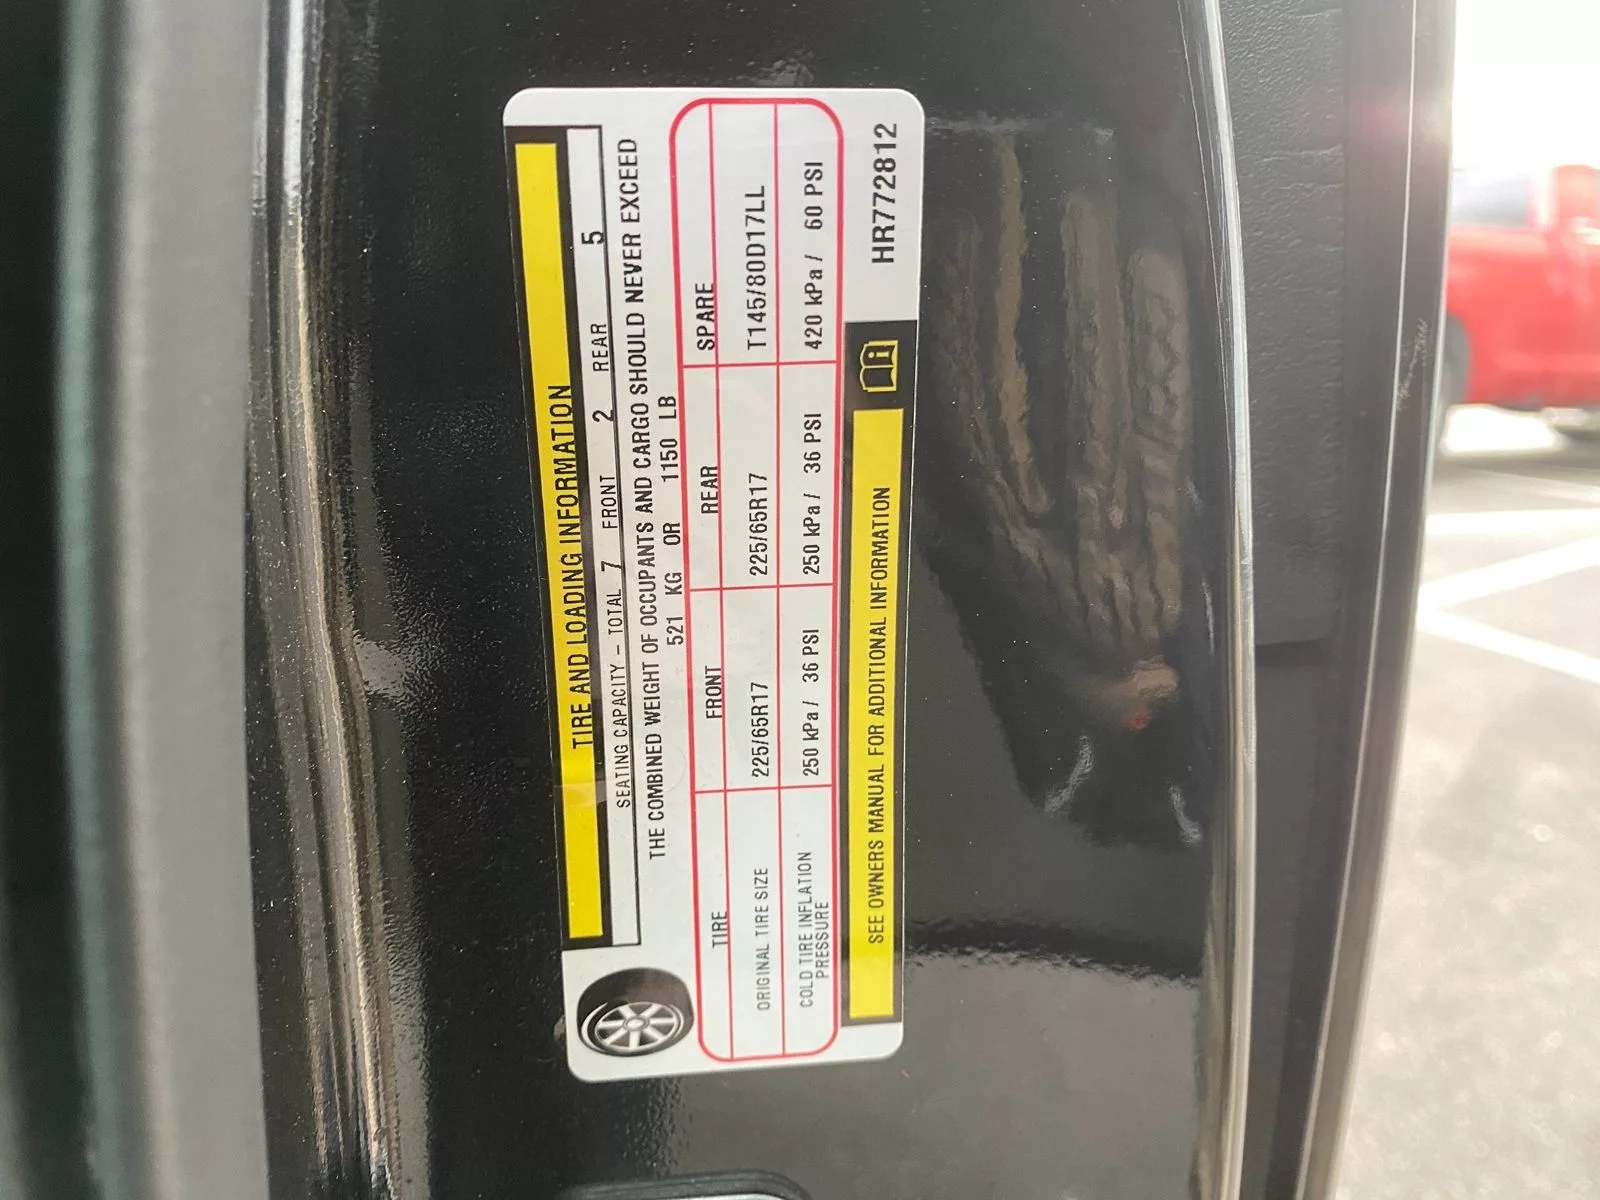 TIRE AND LOADING INFORMATION
SEATING CAPACITY – TOTAL 7 FRONT 2 REAR 5
THE COMBINED WEIGHT OF OCCUPANTS AND CARGO SHOULD NEVER EXCEED
521 KG OR 1150 LB
TIRE FRONT REAR SPARE
ORIGINAL TIRE SIZE 225/65R17 225/65R17 T145/80D17LL
COLD TIRE INFLATION PRESSURE 250 kPa / 36 PSI 250 kPa / 36 PSI 420 kPa / 60 PSI
SEE OWNERS MANUAL FOR ADDITIONAL INFORMATION
HR772812